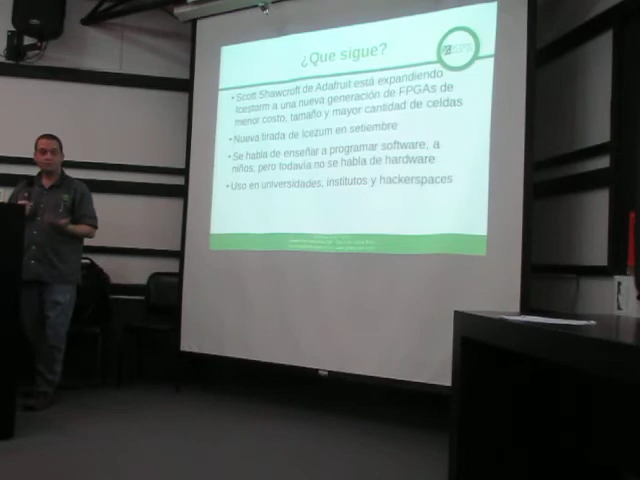 ¿Que sigue?
• Scott Shawcroft de Adafruit está expandiendo
Icestorm a una nueva generación de FPGAs de
menor costo, tamaño y mayor cantidad de celdas
• Nueva tirada de Icezum en setiembre
• Se habla de enseñar a programar software, a
niños, pero todavía no se habla de hardware
• Uso en universidades, institutos y hackerspaces